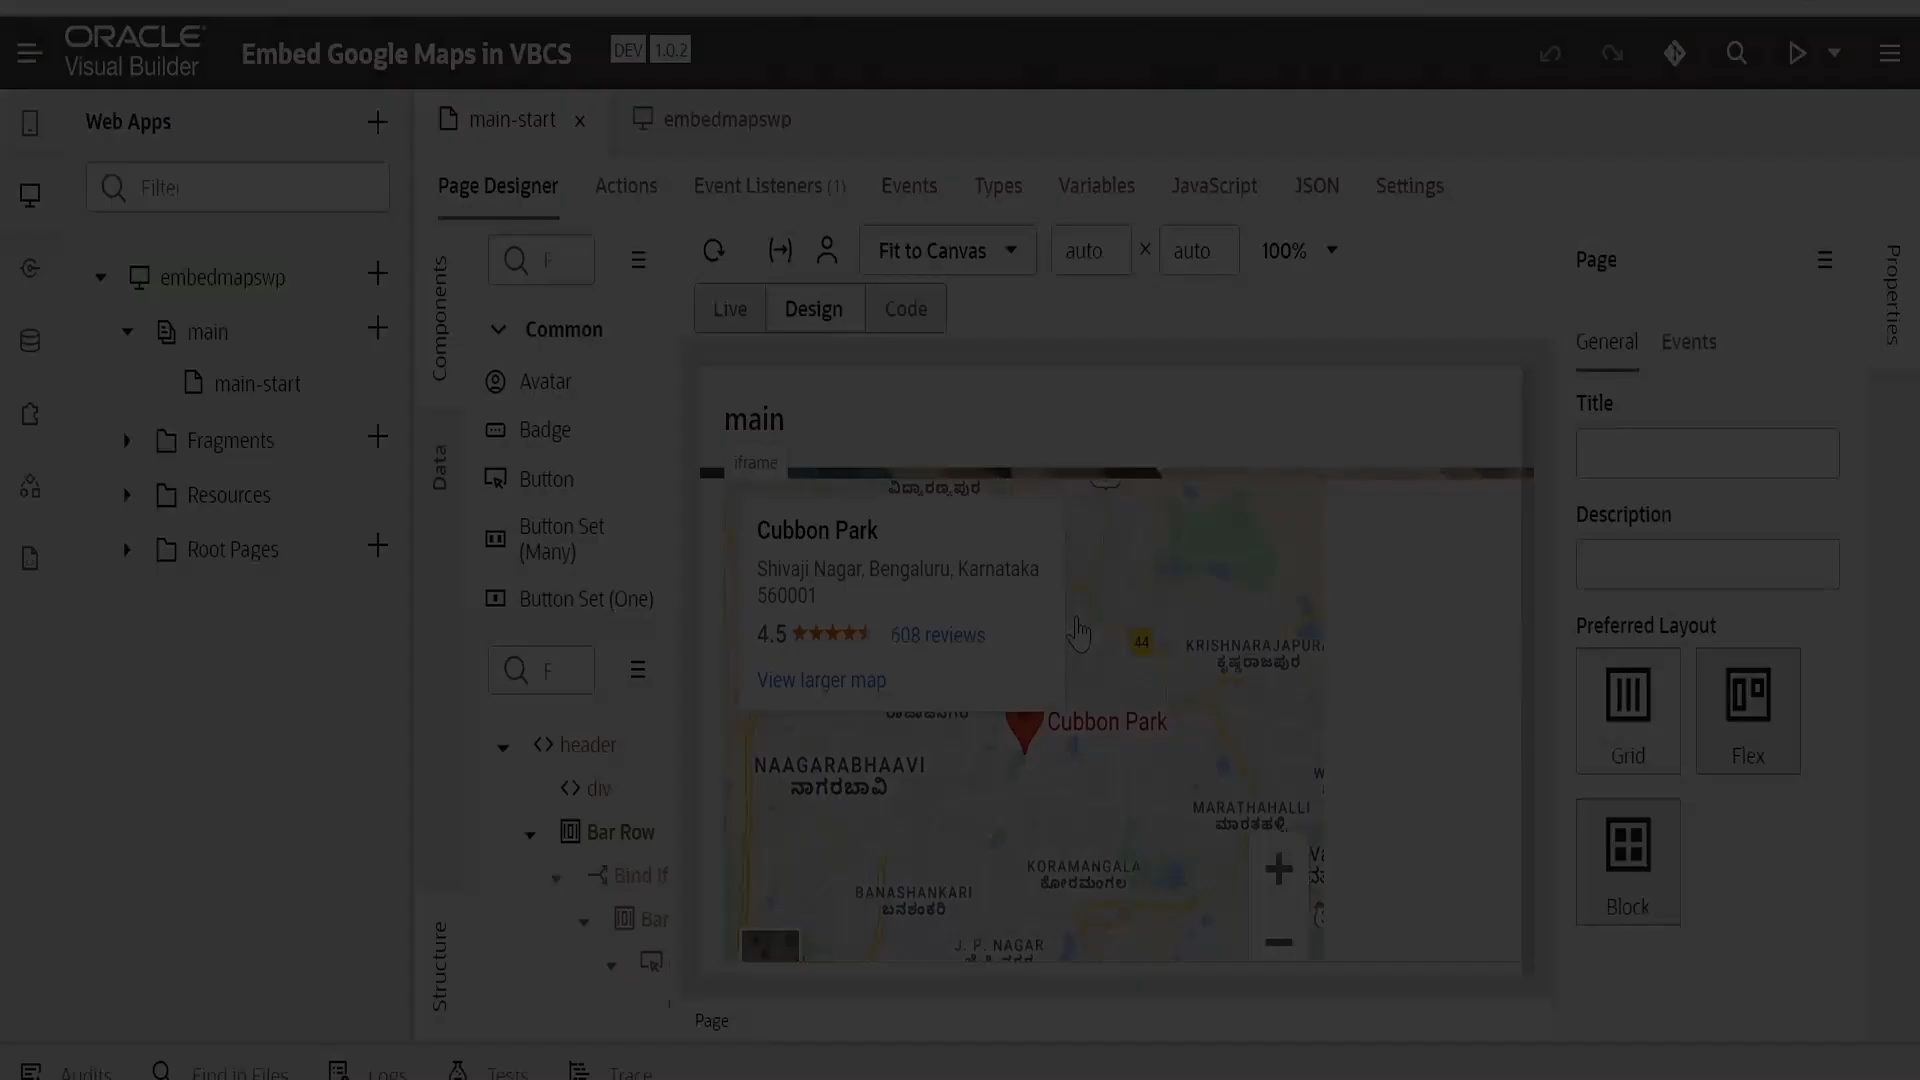 ORACLE
Visual Builder
Embed Google Maps in VBCS
DEV 1.0.2
Web Apps
Filter
embedmapswp
main
main-start
Fragments
Resources
Root Pages
main-start x
embedmapswp
Page Designer
Actions
Event Listeners (1)
Events
Types
Variables
JavaScript
JSON
Settings
Components
Data
Structure
F
Common
Avatar
Badge
Button
Button Set
(Many)
Button Set (One)
F
header
div
Bar Row
Bind If
Bar
Fit to Canvas
auto × auto
100%
Live
Design
Code
main
iframe
Cubbon Park
Shivaji Nagar, Bengaluru, Karnataka
560001
4.5 608 reviews
View larger map
ವಿದ್ಯಾರಣ್ಯಪುರ
44
KRISHNARAJAPURA
ಕೃಷ್ಣರಾಜಪುರ
Cubbon Park
NAAGARABHAAVI
ನಾಗರಬಾವಿ
MARATHAHALLI
ಮಾರತಹಳ್ಳಿ
KORAMANGALA
ಕೋರಮಂಗಲ
BANASHANKARI
ಬನಶಂಕರಿ
J. P. NAGAR
Page
Page
Properties
General
Events
Title
Description
Preferred Layout
Grid
Flex
Block
Audits
Find in Files
Logs
Tests
Trace